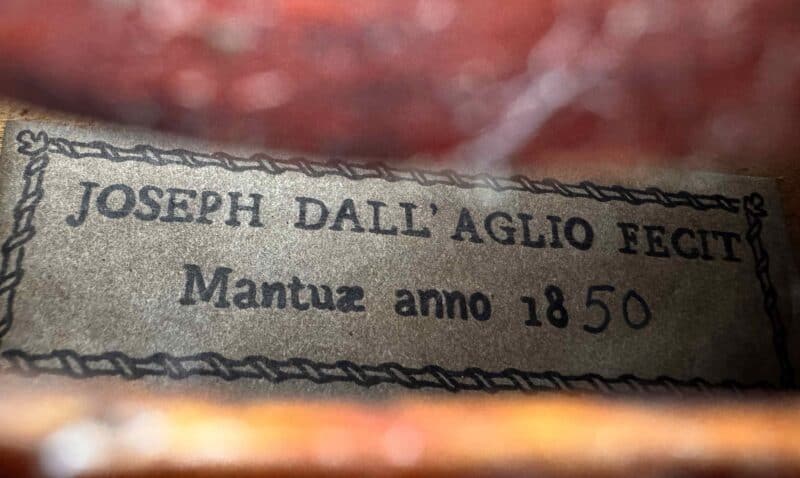 JOSEPH DALL'AGLIO FECIT
Mantuæ anno 1850